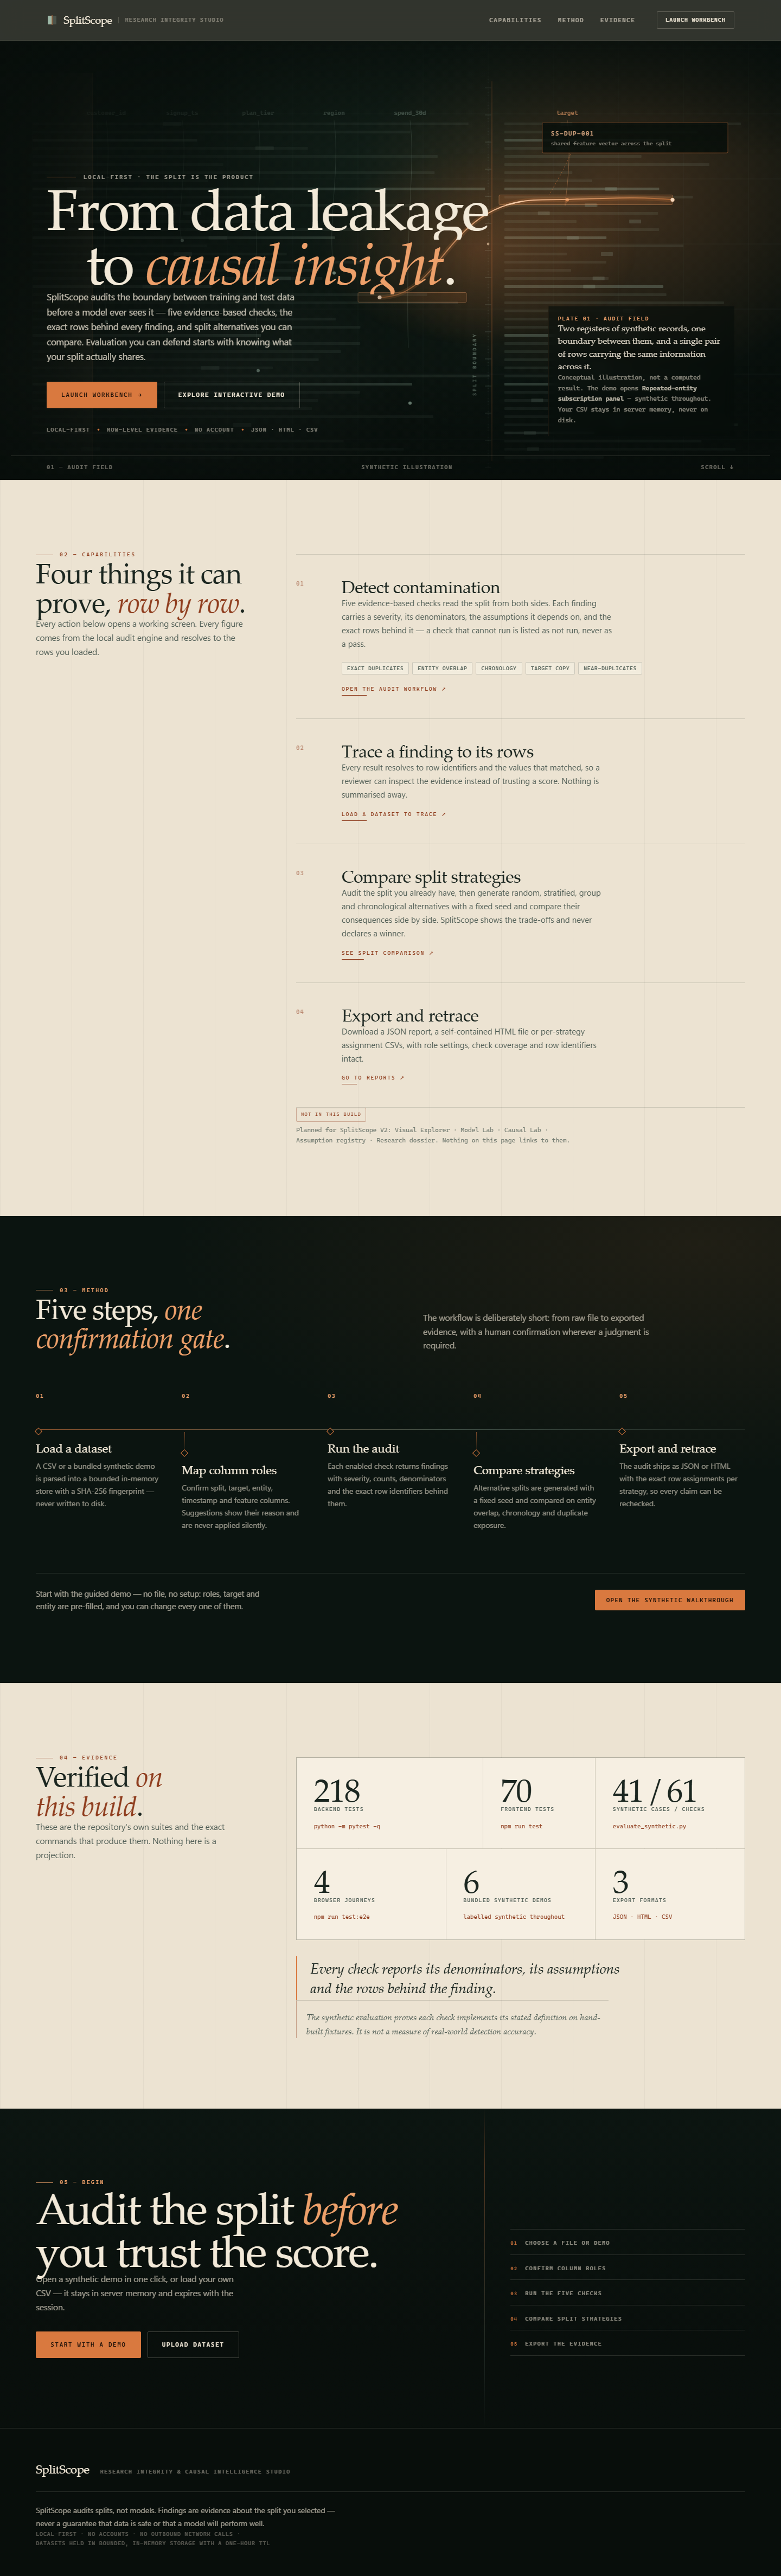 SplitScope
RESEARCH INTEGRITY STUDIO
CAPABILITIES
METHOD
EVIDENCE
LAUNCH WORKBENCH
plan_tier
region
spend_30d
target
SS-DUP-001
shared feature vector across the split
LOCAL-FIRST · THE SPLIT IS THE PRODUCT
From data leakage
to causal insight.
SplitScope audits the boundary between training and test data
before a model ever sees it — five evidence-based checks, the
exact rows behind every finding, and split alternatives you can
compare. Evaluation you can defend starts with knowing what
your split actually shares.
LAUNCH WORKBENCH →
EXPLORE INTERACTIVE DEMO
LOCAL-FIRST • ROW-LEVEL EVIDENCE • NO ACCOUNT • JSON · HTML · CSV
SPLIT BOUNDARY
PLATE 01 · AUDIT FIELD
Two registers of synthetic records, one
boundary between them, and a single pair
of rows carrying the same information
across it.
Conceptual illustration, not a computed
result. The demo opens Repeated-entity
subscription panel — synthetic throughout.
Your CSV stays in server memory, never on
disk.
01 — AUDIT FIELD
SYNTHETIC ILLUSTRATION
SCROLL ↓
02 — CAPABILITIES
Four things it can
prove, row by row.
Every action below opens a working screen. Every figure
comes from the local audit engine and resolves to the
rows you loaded.
01
Detect contamination
Five evidence-based checks read the split from both sides. Each finding
carries a severity, its denominators, the assumptions it depends on, and the
exact rows behind it — a check that cannot run is listed as not run, never as
a pass.
EXACT DUPLICATES
ENTITY OVERLAP
CHRONOLOGY
TARGET COPY
NEAR-DUPLICATES
OPEN THE AUDIT WORKFLOW ↗
02
Trace a finding to its rows
Every result resolves to row identifiers and the values that matched, so a
reviewer can inspect the evidence instead of trusting a score. Nothing is
summarised away.
LOAD A DATASET TO TRACE ↗
03
Compare split strategies
Audit the split you already have, then generate random, stratified, group
and chronological alternatives with a fixed seed and compare their
consequences side by side. SplitScope shows the trade-offs and never
declares a winner.
SEE SPLIT COMPARISON ↗
04
Export and retrace
Download a JSON report, a self-contained HTML file or per-strategy
assignment CSVs, with role settings, check coverage and row identifiers
intact.
GO TO REPORTS ↗
NOT IN THIS BUILD
Planned for SplitScope V2: Visual Explorer · Model Lab · Causal Lab ·
Assumption registry · Research dossier. Nothing on this page links to them.
03 — METHOD
Five steps, one
confirmation gate.
The workflow is deliberately short: from raw file to exported
evidence, with a human confirmation wherever a judgment is
required.
01
Load a dataset
A CSV or a bundled synthetic demo
is parsed into a bounded in-memory
store with a SHA-256 fingerprint —
never written to disk.
02
Map column roles
Confirm split, target, entity,
timestamp and feature columns.
Suggestions show their reason and
are never applied silently.
03
Run the audit
Each enabled check returns findings
with severity, counts, denominators
and the exact row identifiers behind
them.
04
Compare strategies
Alternative splits are generated with
a fixed seed and compared on entity
overlap, chronology and duplicate
exposure.
05
Export and retrace
The audit ships as JSON or HTML
with the exact row assignments per
strategy, so every claim can be
rechecked.
Start with the guided demo — no file, no setup: roles, target and
entity are pre-filled, and you can change every one of them.
OPEN THE SYNTHETIC WALKTHROUGH
04 — EVIDENCE
Verified on
this build.
These are the repository's own suites and the exact
commands that produce them. Nothing here is a
projection.
218
BACKEND TESTS
python -m pytest -q
70
FRONTEND TESTS
npm run test
41 / 61
SYNTHETIC CASES / CHECKS
evaluate_synthetic.py
4
BROWSER JOURNEYS
npm run test:e2e
6
BUNDLED SYNTHETIC DEMOS
labelled synthetic throughout
3
EXPORT FORMATS
JSON · HTML · CSV
Every check reports its denominators, its assumptions
and the rows behind the finding.
The synthetic evaluation proves each check implements its stated definition on hand-
built fixtures. It is not a measure of real-world detection accuracy.
05 — BEGIN
Audit the split before
you trust the score.
Open a synthetic demo in one click, or load your own
CSV — it stays in server memory and expires with the
session.
START WITH A DEMO
UPLOAD DATASET
01 CHOOSE A FILE OR DEMO
02 CONFIRM COLUMN ROLES
03 RUN THE FIVE CHECKS
04 COMPARE SPLIT STRATEGIES
05 EXPORT THE EVIDENCE
SplitScope
RESEARCH INTEGRITY & CAUSAL INTELLIGENCE STUDIO
SplitScope audits splits, not models. Findings are evidence about the split you selected —
never a guarantee that data is safe or that a model will perform well.
LOCAL-FIRST · NO ACCOUNTS · NO OUTBOUND NETWORK CALLS ·
DATASETS HELD IN BOUNDED, IN-MEMORY STORAGE WITH A ONE-HOUR TTL